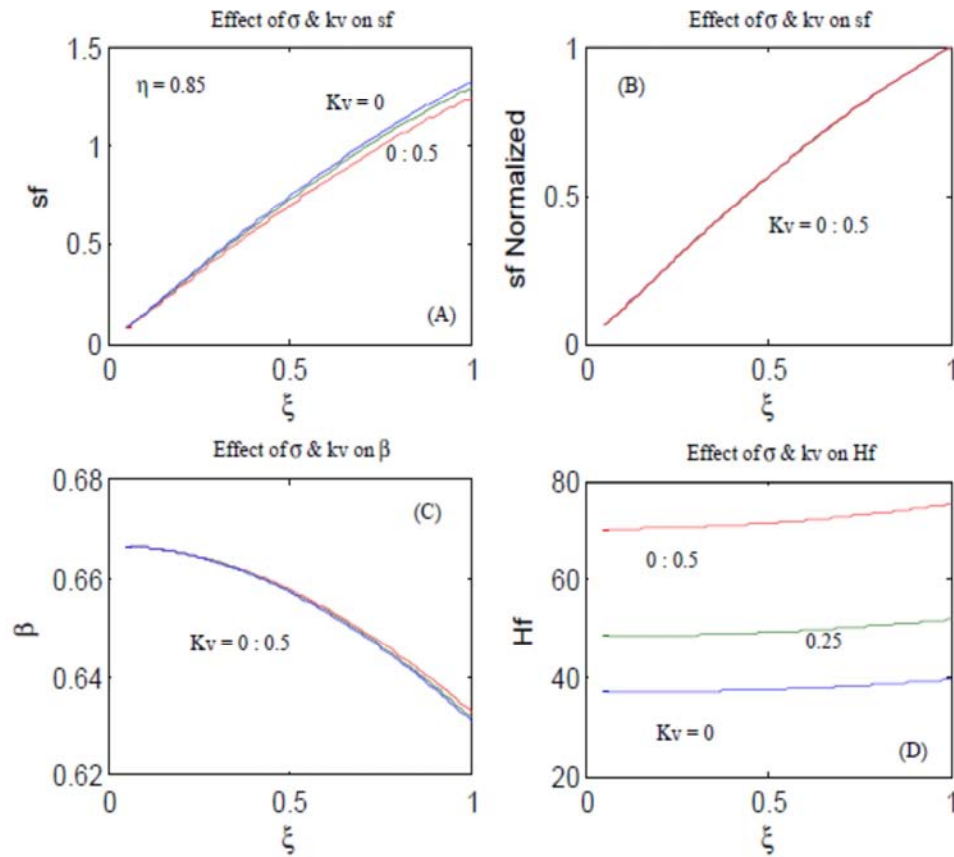 Effect of σ & kv on sf
1.5
1
0.5
0
sf
η = 0.85
Kv = 0
0 : 0.5
(A)
0
0.5
1
ξ
Effect of σ & kv on sf
1
0.5
0
sf Normalized
(B)
Kv = 0 : 0.5
0
0.5
1
ξ
Effect of σ & kv on β
0.68
0.66
0.64
0.62
β
(C)
Kv = 0 : 0.5
0
0.5
1
ξ
Effect of σ & kv on Hf
80
60
40
20
Hf
0 : 0.5
0.25
Kv = 0
(D)
0
0.5
1
ξ